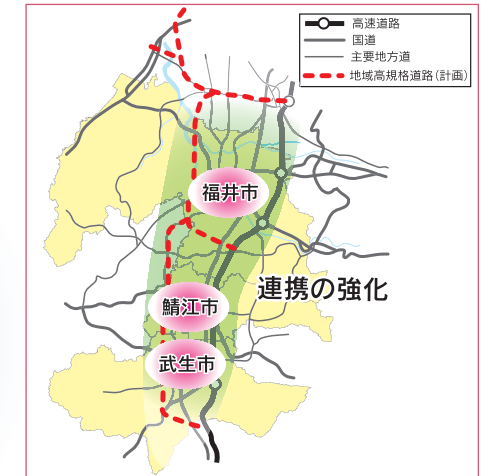 高速道路
国道
主要地方道
地域高規格道路(計画)
福井市
連携の強化
鯖江市
武生市